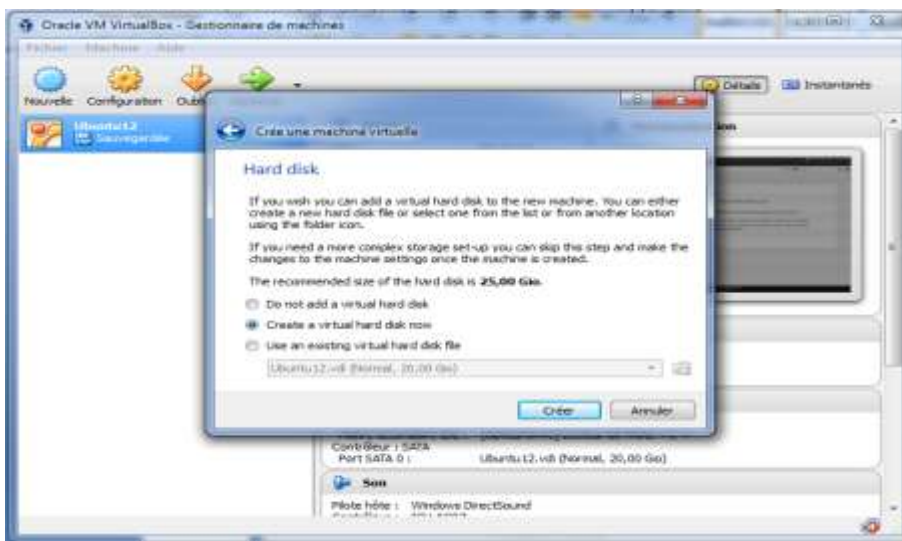 Oracle VM VirtualBox - Gestionnaire de machines
Fichier Machine Aide
Nouvelle Configuration
Détails
Instantanés
Ubuntu12
Sauvegardée
Crée une machine virtuelle
Hard disk
If you wish you can add a virtual hard disk to the new machine. You can either
create a new hard disk file or select one from the list or from another location
using the folder icon.
If you need a more complex storage set-up you can skip this step and make the
changes to the machine settings once the machine is created.
The recommended size of the hard disk is 25,00 Gio.
Do not add a virtual hard disk
Create a virtual hard disk now
Use an existing virtual hard disk file
Ubuntu12.vdi (Normal, 20,00 Gio)
Créer
Annuler
Contrôleur : SATA
Port SATA 0 : Ubuntu12.vdi (Normal, 20,00 Gio)
Son
Pilote hôte : Windows DirectSound